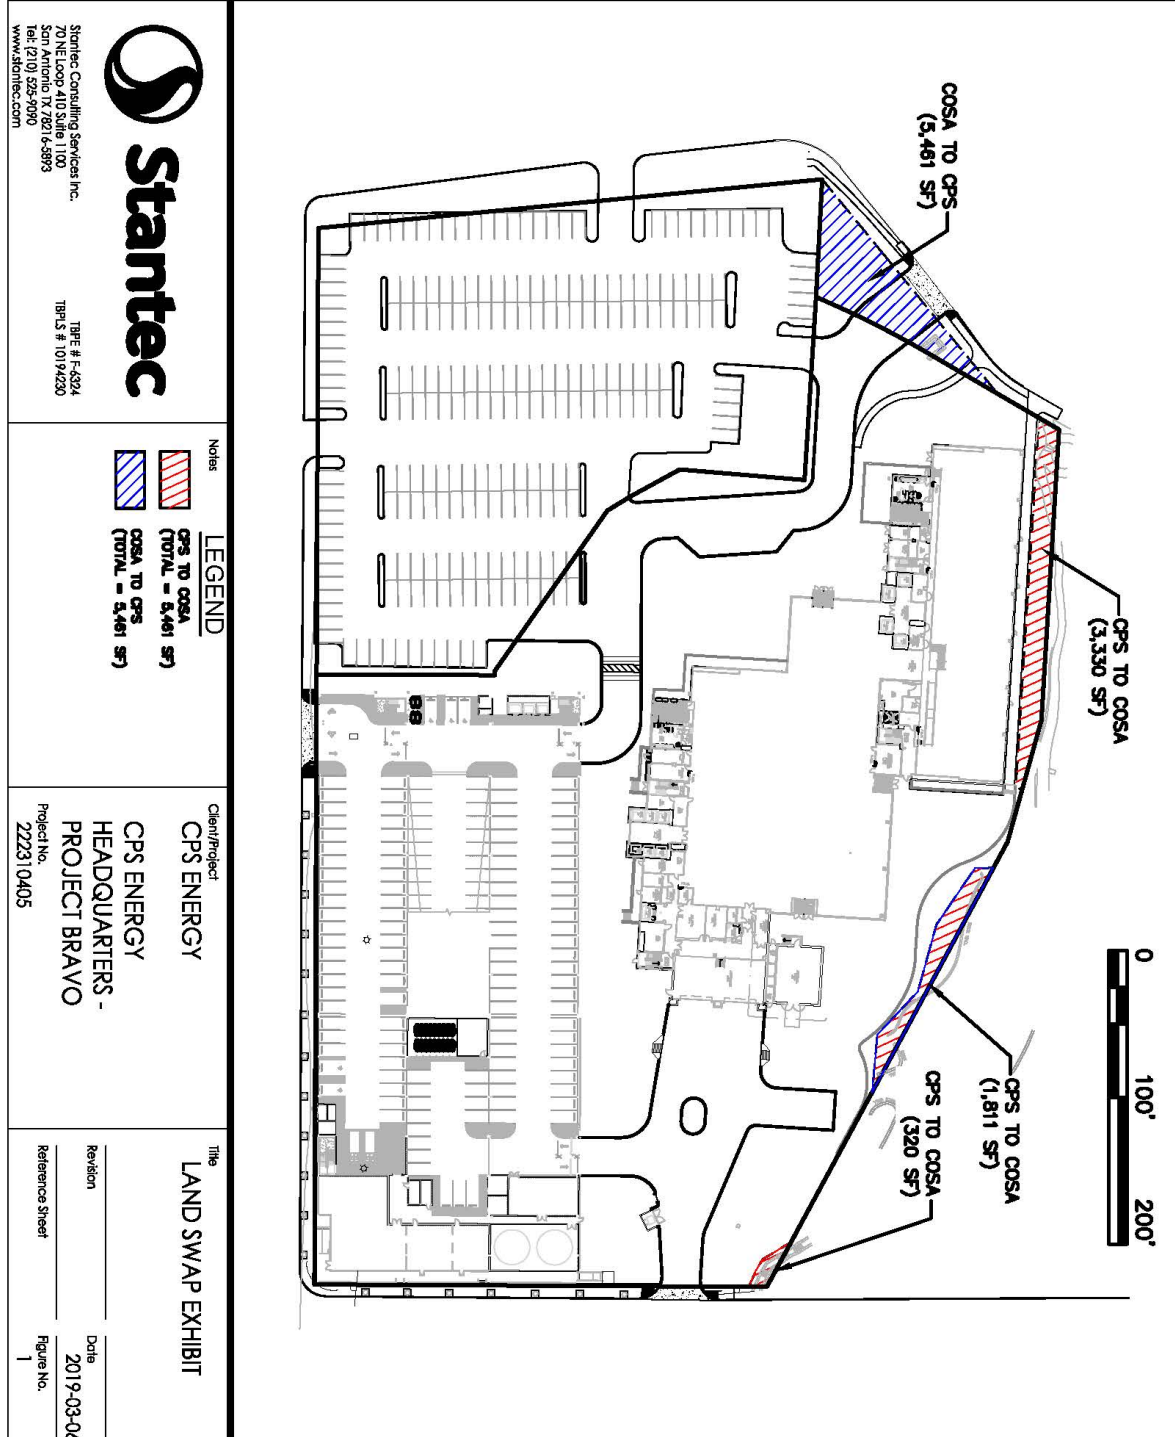 COSA TO CPS
(5,461 SF)
CPS TO COSA
(3,330 SF)
CPS TO COSA
(1,811 SF)
CPS TO COSA
(320 SF)
0
100'
200'
Stantec
Stantec Consulting Services Inc.
70 NE Loop 410 Suite 1100
San Antonio TX 78216-5893
Tel: (210) 525-9090
www.stantec.com
TBPE # F-6324
TBPLS # 10194230
Notes
LEGEND
CPS TO COSA
(TOTAL = 5,461 SF)
COSA TO CPS
(TOTAL = 5,461 SF)
Client/Project
CPS ENERGY
CPS ENERGY
HEADQUARTERS -
PROJECT BRAVO
Project No.
222310405
Title
LAND SWAP EXHIBIT
Revision
Reference Sheet
Date
2019-03-06
Figure No.
1